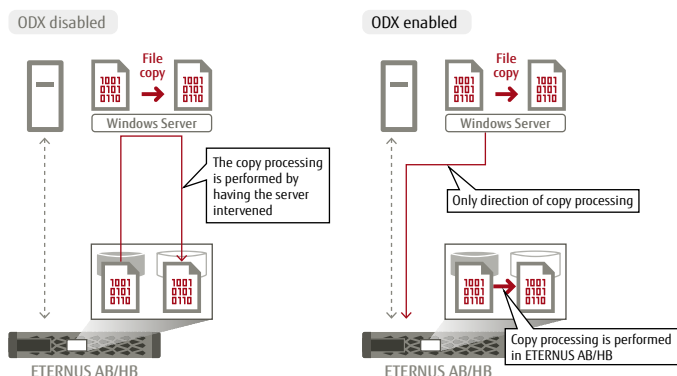 ODX disabled
File
copy
1001
0101
0110
1001
0101
0110
Windows Server
The copy processing
is performed by
having the server
intervened
1001
0101
0110
1001
0101
0110
ETERNUS AB/HB
ODX enabled
File
copy
1001
0101
0110
1001
0101
0110
Windows Server
Only direction of copy processing
1001
0101
0110
1001
0101
0110
Copy processing is performed
in ETERNUS AB/HB
ETERNUS AB/HB